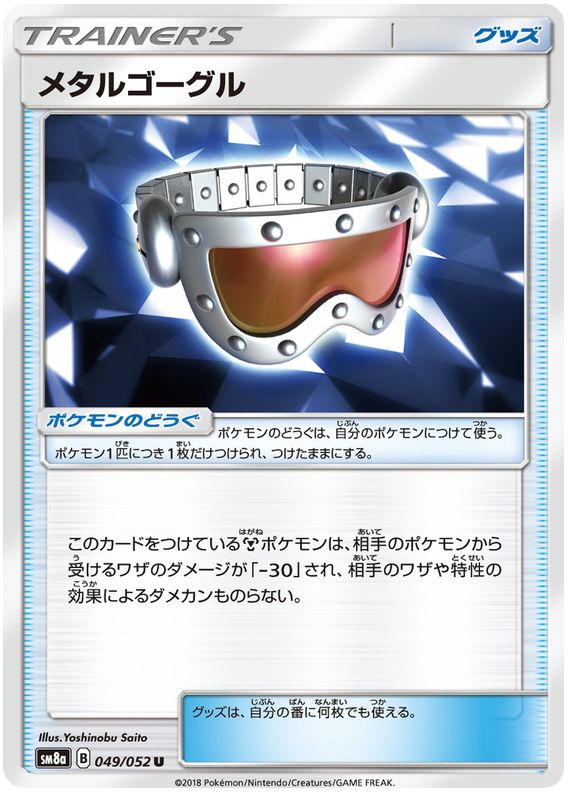 TRAINER'S グッズ
メタルゴーグル
ポケモンのどうぐ
ポケモンのどうぐは、自分のポケモンにつけて使う。
ポケモン1匹につき1枚だけつけられ、つけたままにする。
このカードをつけているポケモンは、相手のポケモンから
受けるワザのダメージが「-30」され、相手のワザや特性の
効果によるダメカンものらない。
グッズは、自分の番に何枚でも使える。
Illus.Yoshinobu Saito
SM8a B 049/052 U
©2018 Pokémon/Nintendo/Creatures/GAME FREAK.